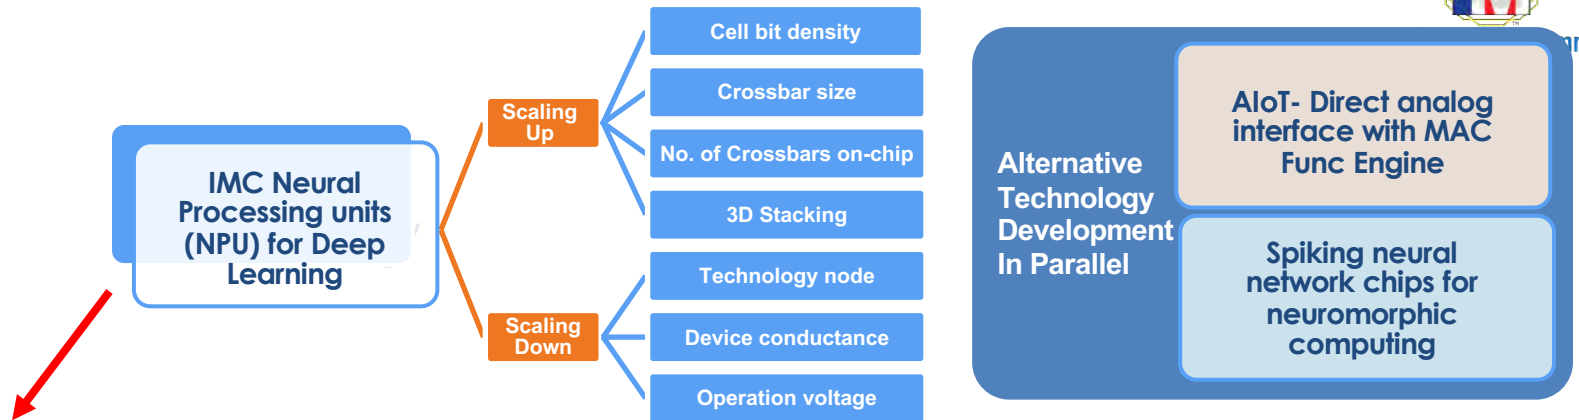 IMC Neural
Processing units
(NPU) for Deep
Learning
Scaling
Up
Cell bit density
Crossbar size
No. of Crossbars on-chip
3D Stacking
Scaling
Down
Technology node
Device conductance
Operation voltage
Alternative
Technology
Development
In Parallel
AIoT- Direct analog
interface with MAC
Func Engine
Spiking neural
network chips for
neuromorphic
computing